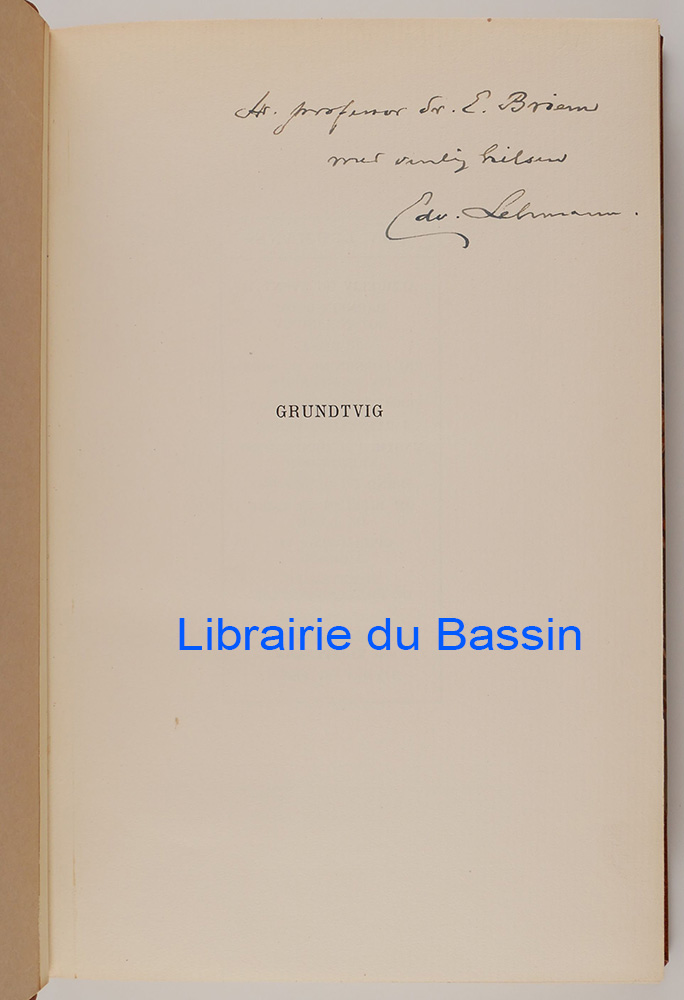 Hr. professor Dr. E. Briem
med venlig hilsen
Edv. Lehmann.
GRUNDTVIG
Librairie du Bassin